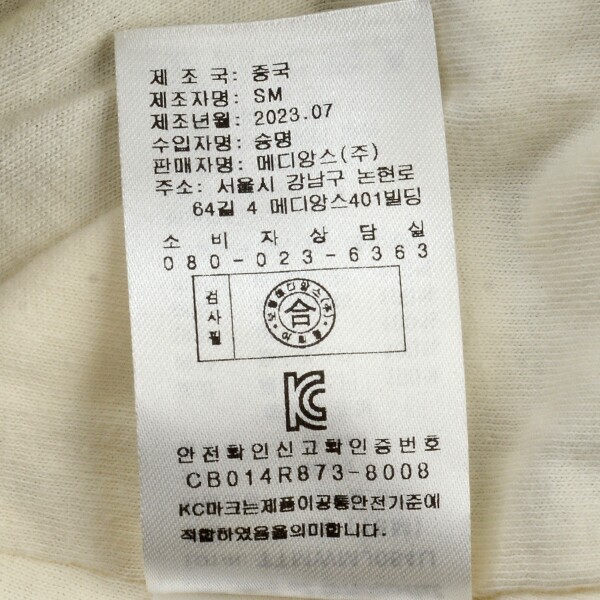 제 조 국: 중국
제조자명: SM
제조년월: 2023.07
수입자명: 승명
판매자명: 메디앙스(주)
주소: 서울시 강남구 논현로
64길 4 메디앙스401빌딩
소 비 자 상 담 실
080-023-6363
검사필
合
KC
안전확인신고확인증번호
CB014R873-8008
KC마크는제품이공통안전기준에
적합하였음을의미합니다.